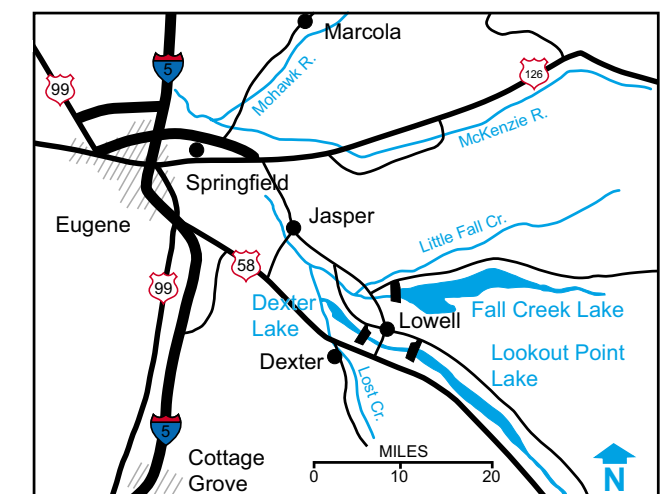 Marcola
5
99
126
Mohawk R.
McKenzie R.
Springfield
Eugene
Jasper
Little Fall Cr.
58
99
Dexter
Lake
Fall Creek Lake
Lowell
Lookout Point
Lake
Dexter
Lost Cr.
5
Cottage
Grove
MILES
0 10 20
N